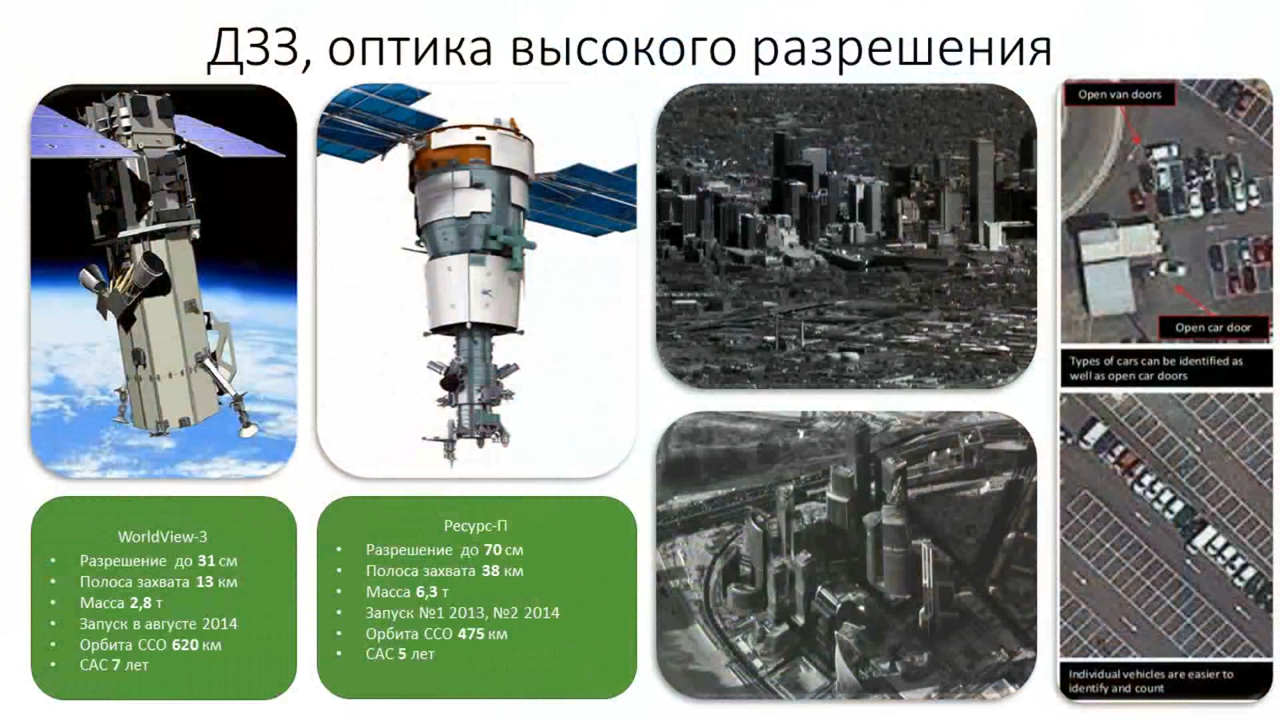 ДЗЗ, оптика высокого разрешения
WorldView-3
• Разрешение до 31 см
• Полоса захвата 13 км
• Масса 2,8 т
• Запуск в августе 2014
• Орбита ССО 620 км
• САС 7 лет
Ресурс-П
• Разрешение до 70 см
• Полоса захвата 38 км
• Масса 6,3 т
• Запуск №1 2013, №2 2014
• Орбита ССО 475 км
• САС 5 лет
Open van doors
Open car door
Types of cars can be identified as
well as open car doors
Individual vehicles are easier to
identify and count